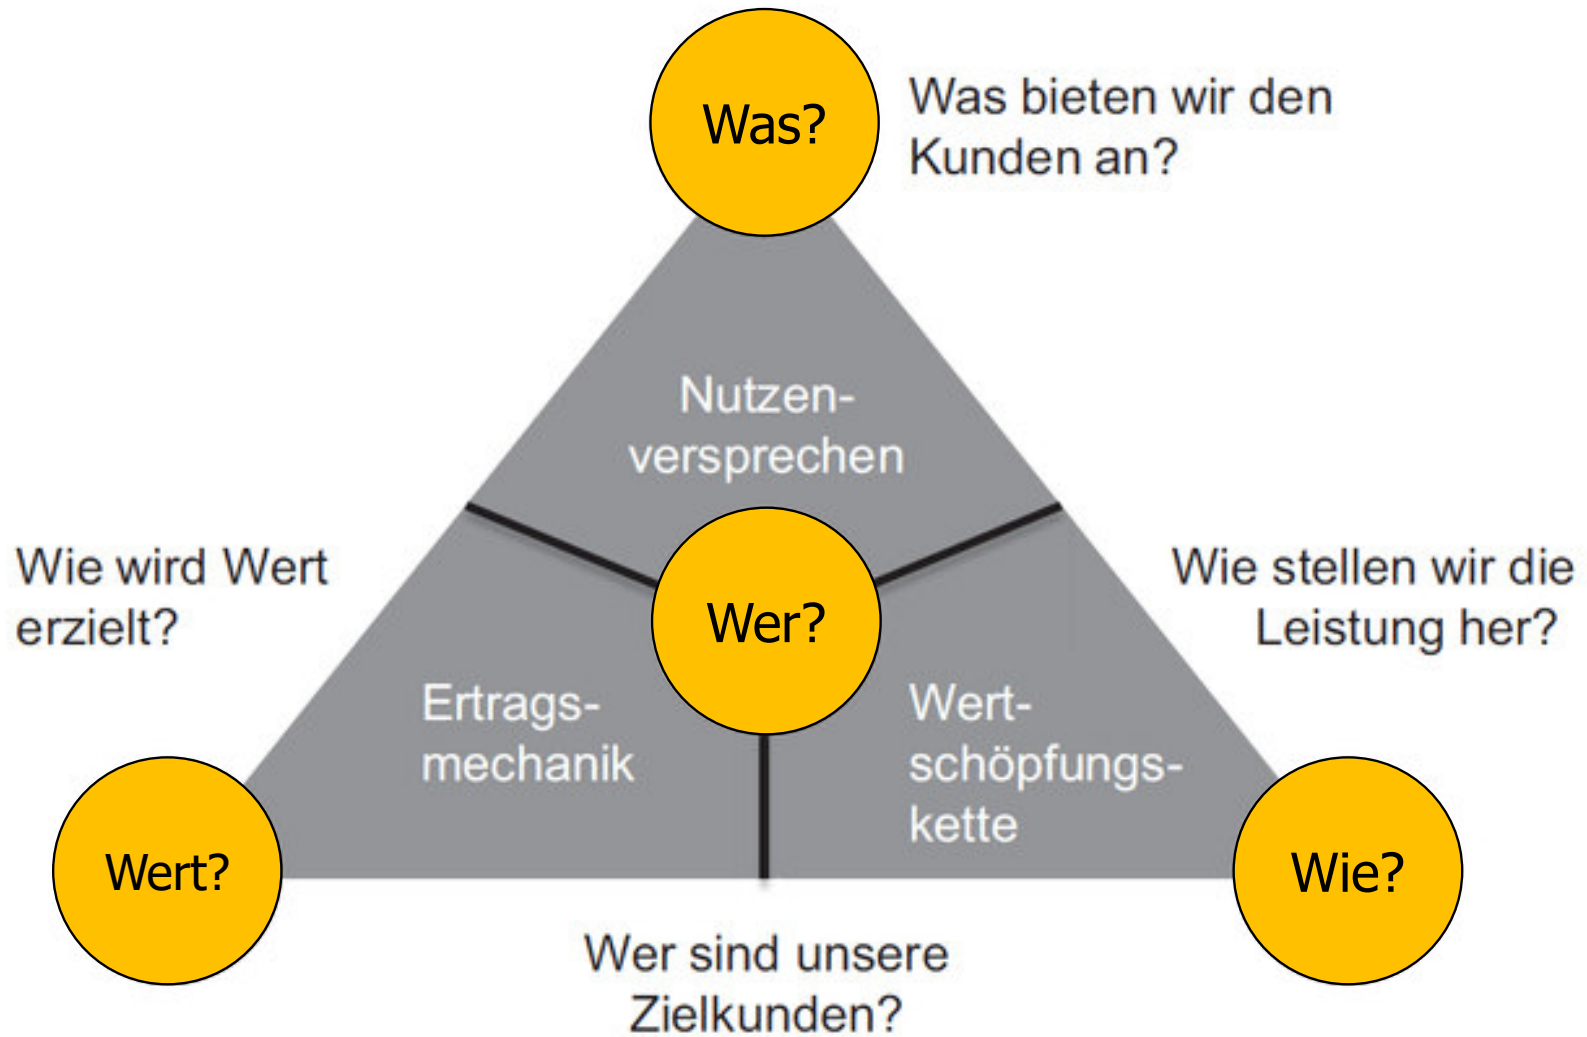 Was?
Was bieten wir den
Kunden an?
Nutzen-
versprechen
Wie wird Wert
erzielt?
Wer?
Wie stellen wir die
Leistung her?
Ertrags-
mechanik
Wert-
schöpfungs-
kette
Wert?
Wie?
Wer sind unsere
Zielkunden?